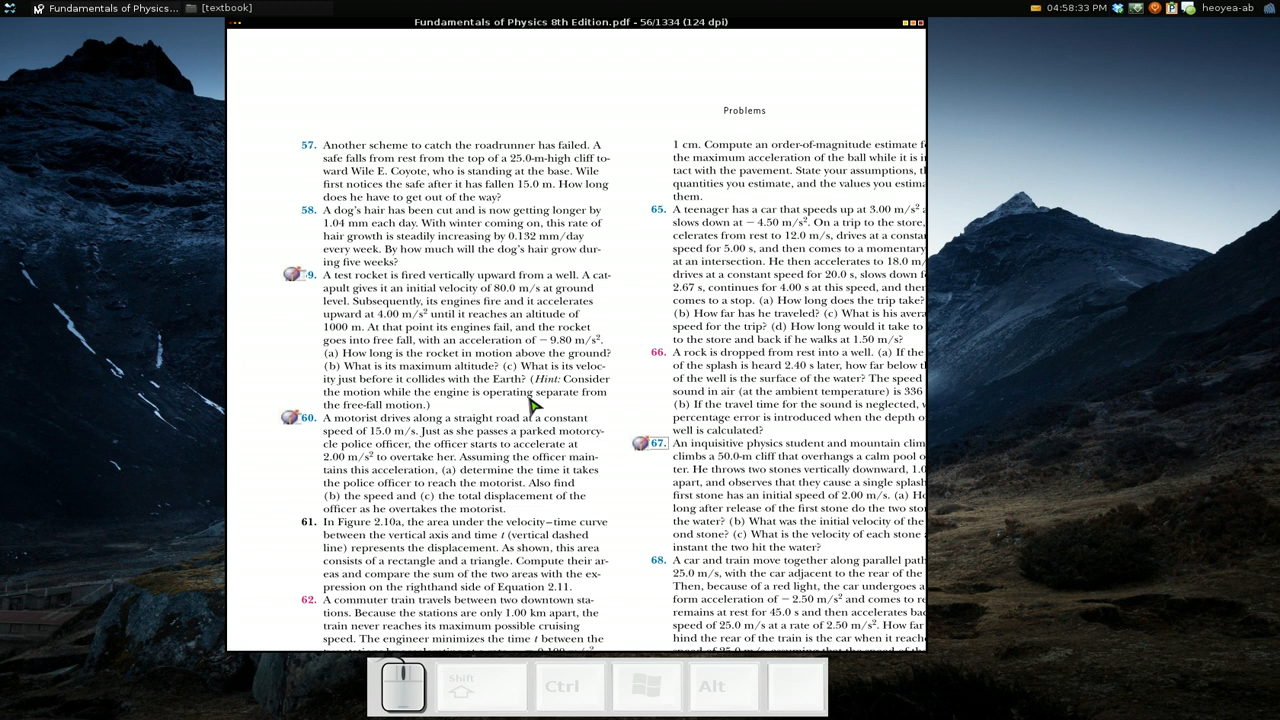 Fundamentals of Physics...
[textbook]
04:58:33 PM
heoyea-ab
Fundamentals of Physics 8th Edition.pdf - 56/1334 (124 dpi)
Problems
57. Another scheme to catch the roadrunner has failed. A
safe falls from rest from the top of a 25.0-m-high cliff to-
ward Wile E. Coyote, who is standing at the base. Wile
first notices the safe after it has fallen 15.0 m. How long
does he have to get out of the way?
58. A dog's hair has been cut and is now getting longer by
1.04 mm each day. With winter coming on, this rate of
hair growth is steadily increasing by 0.132 mm/day
every week. By how much will the dog's hair grow dur-
ing five weeks?
9. A test rocket is fired vertically upward from a well. A cat-
apult gives it an initial velocity of 80.0 m/s at ground
level. Subsequently, its engines fire and it accelerates
upward at 4.00 m/s² until it reaches an altitude of
1000 m. At that point its engines fail, and the rocket
goes into free fall, with an acceleration of − 9.80 m/s².
(a) How long is the rocket in motion above the ground?
(b) What is its maximum altitude? (c) What is its veloc-
ity just before it collides with the Earth? (Hint: Consider
the motion while the engine is operating separate from
the free-fall motion.)
60. A motorist drives along a straight road at a constant
speed of 15.0 m/s. Just as she passes a parked motorcy-
cle police officer, the officer starts to accelerate at
2.00 m/s² to overtake her. Assuming the officer main-
tains this acceleration, (a) determine the time it takes
the police officer to reach the motorist. Also find
(b) the speed and (c) the total displacement of the
officer as he overtakes the motorist.
61. In Figure 2.10a, the area under the velocity–time curve
between the vertical axis and time t (vertical dashed
line) represents the displacement. As shown, this area
consists of a rectangle and a triangle. Compute their ar-
eas and compare the sum of the two areas with the ex-
pression on the righthand side of Equation 2.11.
62. A commuter train travels between two downtown sta-
tions. Because the stations are only 1.00 km apart, the
train never reaches its maximum possible cruising
speed. The engineer minimizes the time t between the
1 cm. Compute an order-of-magnitude estimate f
the maximum acceleration of the ball while it is i
tact with the pavement. State your assumptions, t
quantities you estimate, and the values you estima
them.
65. A teenager has a car that speeds up at 3.00 m/s² a
slows down at − 4.50 m/s². On a trip to the store,
celerates from rest to 12.0 m/s, drives at a consta
speed for 5.00 s, and then comes to a momentary
at an intersection. He then accelerates to 18.0 m/
drives at a constant speed for 20.0 s, slows down f
2.67 s, continues for 4.00 s at this speed, and then
comes to a stop. (a) How long does the trip take?
(b) How far has he traveled? (c) What is his avera
speed for the trip? (d) How long would it take to
to the store and back if he walks at 1.50 m/s?
66. A rock is dropped from rest into a well. (a) If the
of the splash is heard 2.40 s later, how far below t
of the well is the surface of the water? The speed
sound in air (at the ambient temperature) is 336
(b) If the travel time for the sound is neglected, w
percentage error is introduced when the depth o
well is calculated?
67. An inquisitive physics student and mountain clim
climbs a 50.0-m cliff that overhangs a calm pool o
ter. He throws two stones vertically downward, 1.0
apart, and observes that they cause a single splash
first stone has an initial speed of 2.00 m/s. (a) Ho
long after release of the first stone do the two sto
the water? (b) What was the initial velocity of the
ond stone? (c) What is the velocity of each stone
instant the two hit the water?
68. A car and train move together along parallel path
25.0 m/s, with the car adjacent to the rear of the
Then, because of a red light, the car undergoes a
form acceleration of − 2.50 m/s² and comes to re
remains at rest for 45.0 s and then accelerates bac
speed of 25.0 m/s at a rate of 2.50 m/s². How far
hind the rear of the train is the car when it reach
Shift
Ctrl
Alt